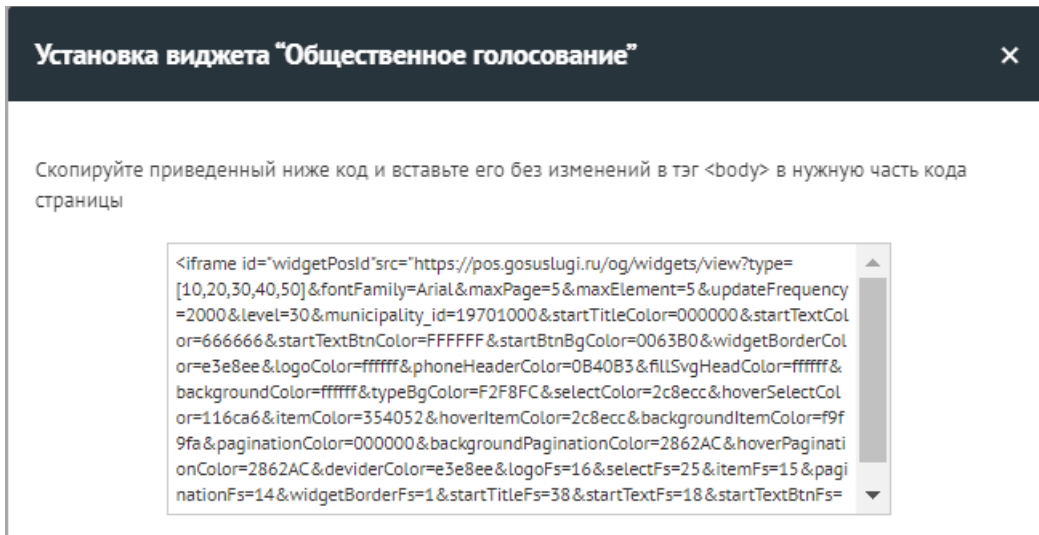 Установка виджета “Общественное голосование”
×
Скопируйте приведенный ниже код и вставьте его без изменений в тэг <body> в нужную часть кода
страницы
<iframe id="widgetPosId"src="https://pos.gosuslugi.ru/og/widgets/view?type=
[10,20,30,40,50]&fontFamily=Arial&maxPage=5&maxElement=5&updateFrequency
=2000&level=30&municipality_id=19701000&startTitleColor=000000&startTextCol
or=666666&startTextBtnColor=FFFFFF&startBtnBgColor=0063B0&widgetBorderCol
or=e3e8ee&logoColor=ffffff&phoneHeaderColor=0B40B3&fillSvgHeadColor=ffffff&
backgroundColor=ffffff&typeBgColor=F2F8FC&selectColor=2c8ecc&hoverSelectCol
or=116ca6&itemColor=354052&hoverItemColor=2c8ecc&backgroundItemColor=f9f
9fa&paginationColor=000000&backgroundPaginationColor=2862AC&hoverPaginati
onColor=2862AC&deviderColor=e3e8ee&logoFs=16&selectFs=25&itemFs=15&pagi
nationFs=14&widgetBorderFs=1&startTitleFs=38&startTextFs=18&startTextBtnFs=